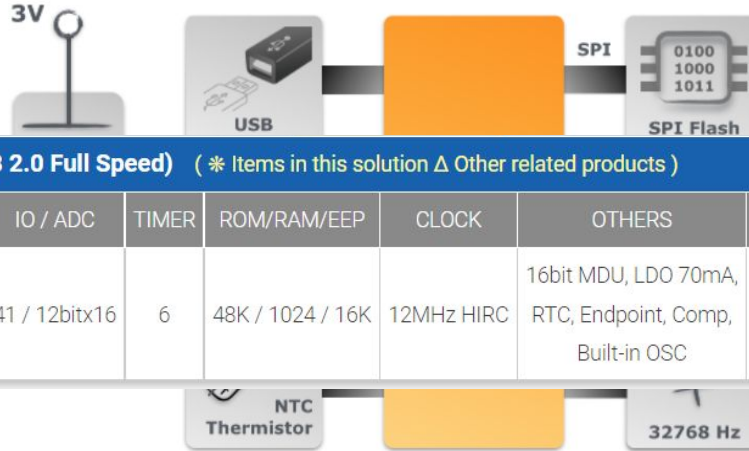 3V
SPI
0100
1000
1011
USB
SPI Flash
2.0 Full Speed) ( ❋ Items in this solution Δ Other related products )
IO / ADC TIMER ROM/RAM/EEP CLOCK OTHERS
41 / 12bitx16 6 48K / 1024 / 16K 12MHz HIRC 16bit MDU, LDO 70mA,
RTC, Endpoint, Comp,
Built-in OSC
NTC
Thermistor
32768 Hz